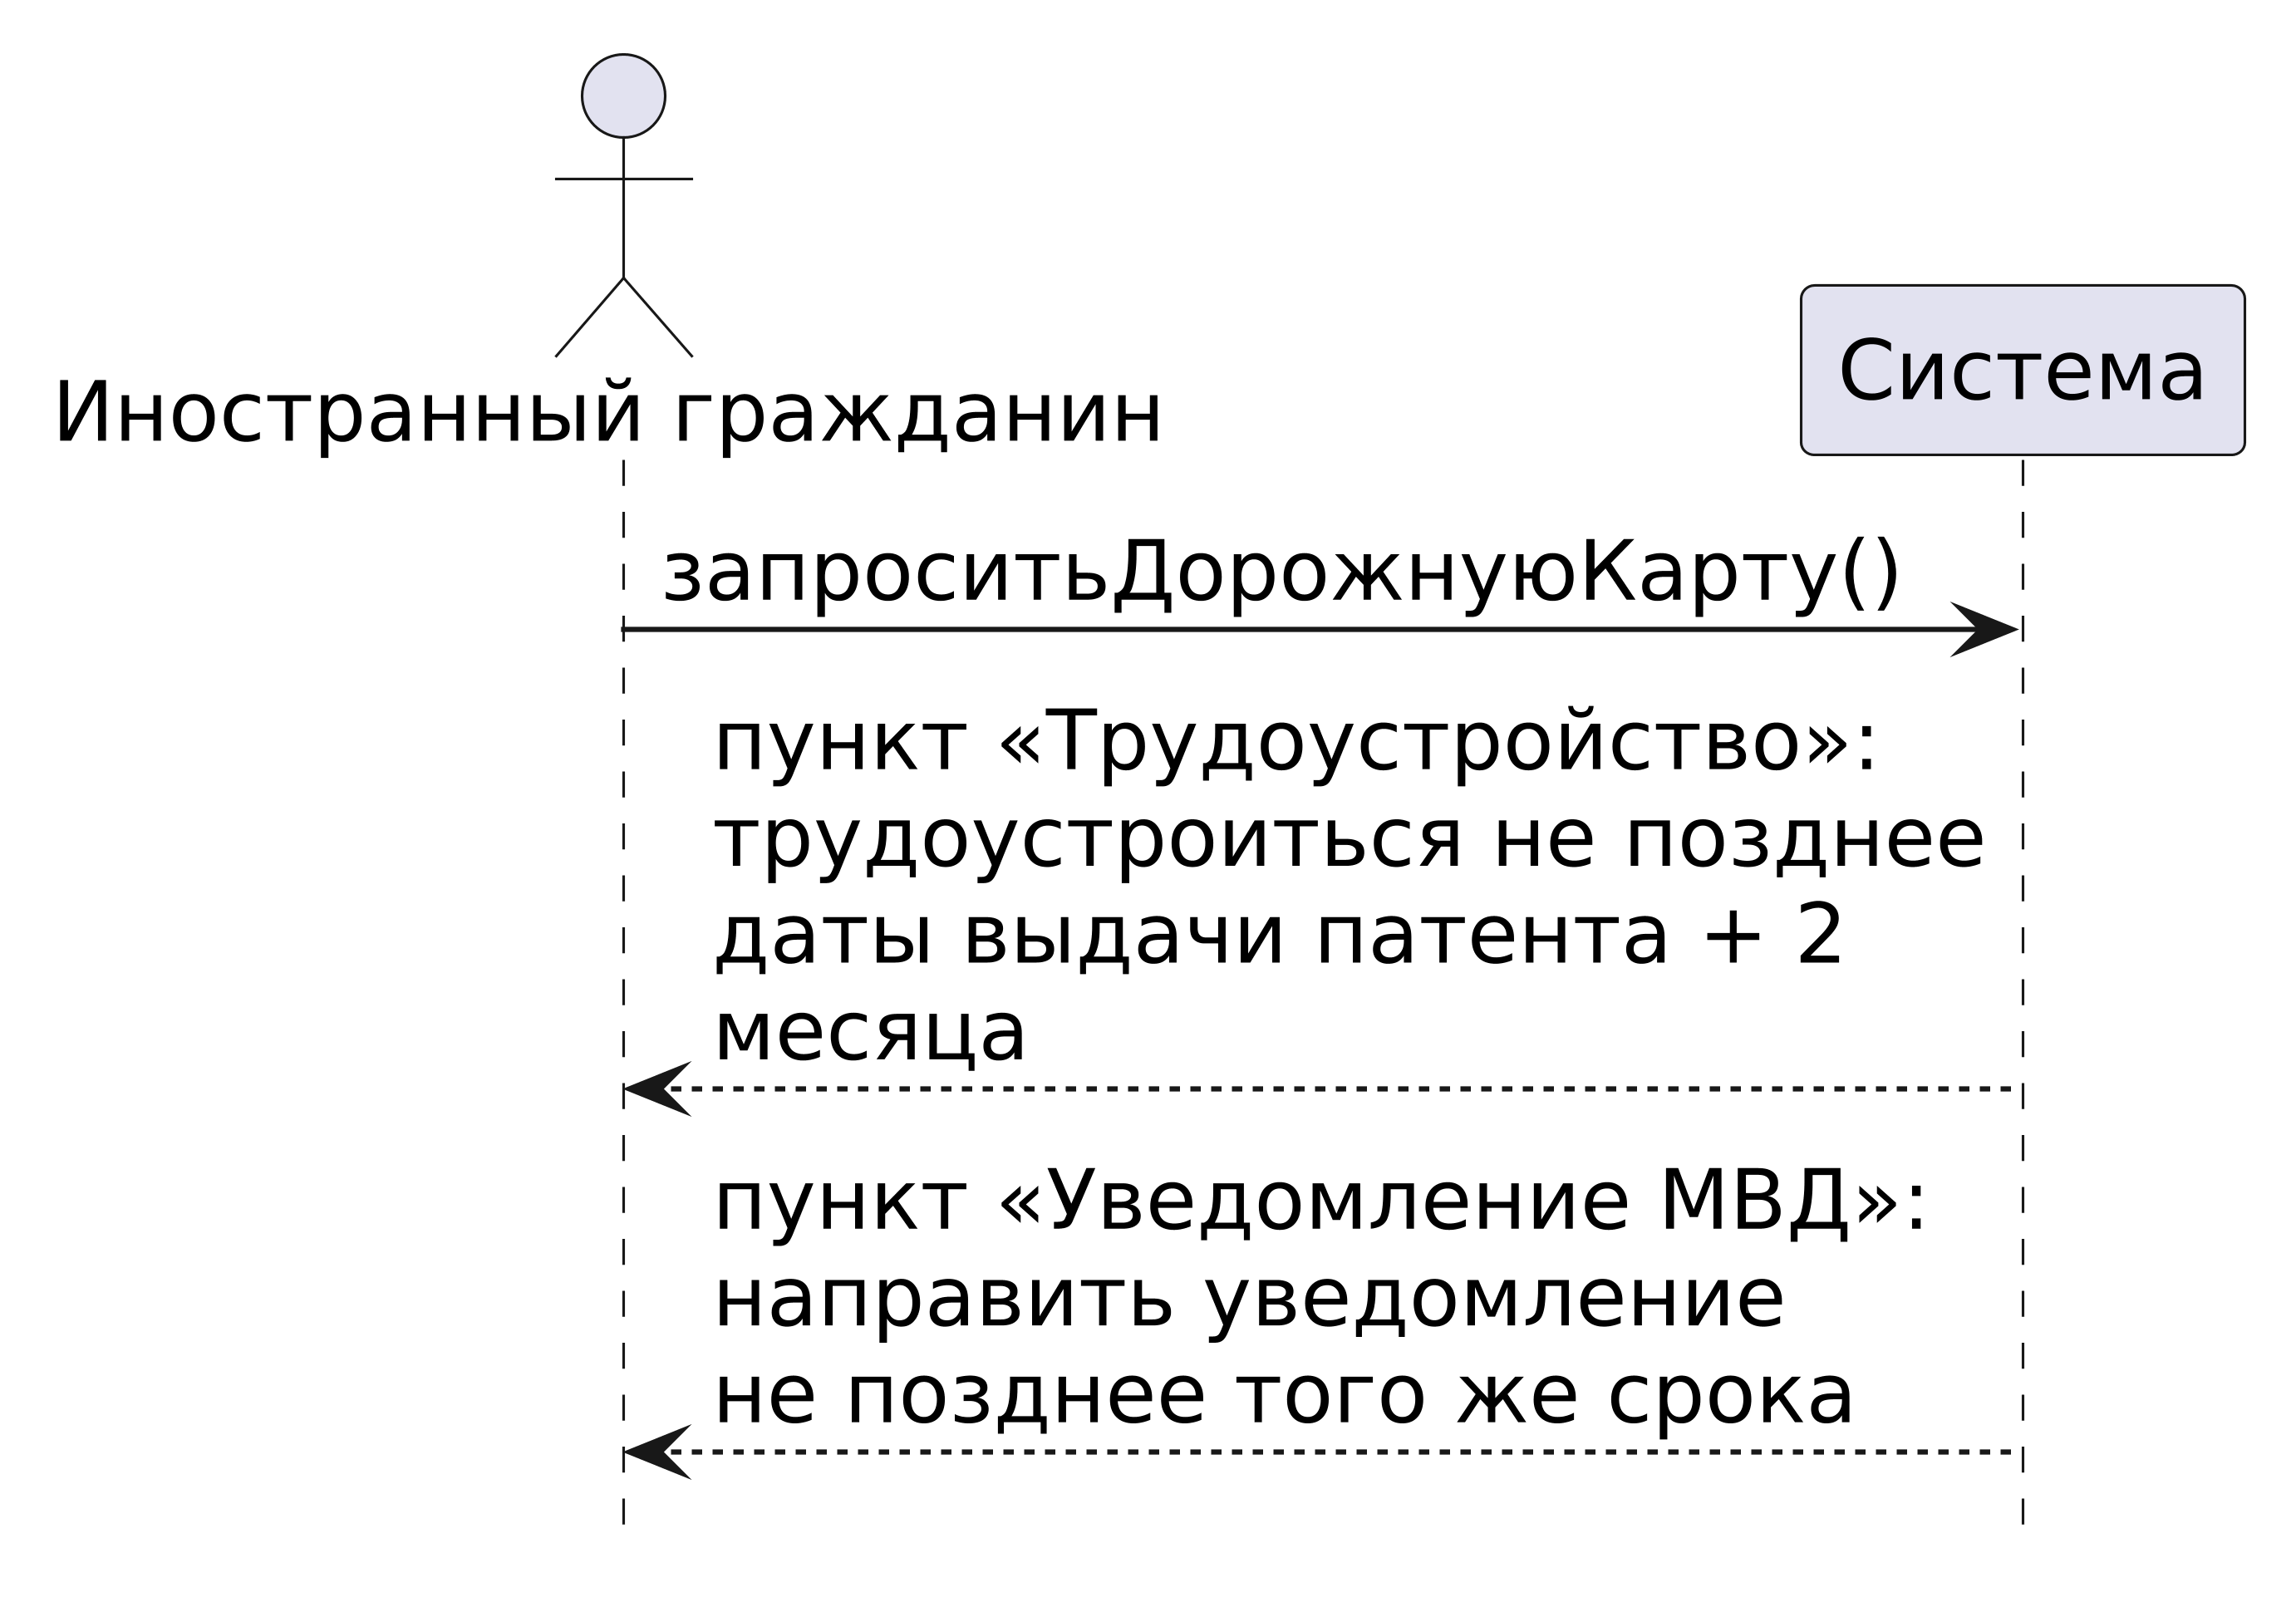 Иностранный гражданин
Система
запроситьДорожнуюКарту()
пункт «Трудоустройство»:
трудоустроиться не позднее
даты выдачи патента + 2
месяца
пункт «Уведомление МВД»:
направить уведомление
не позднее того же срока